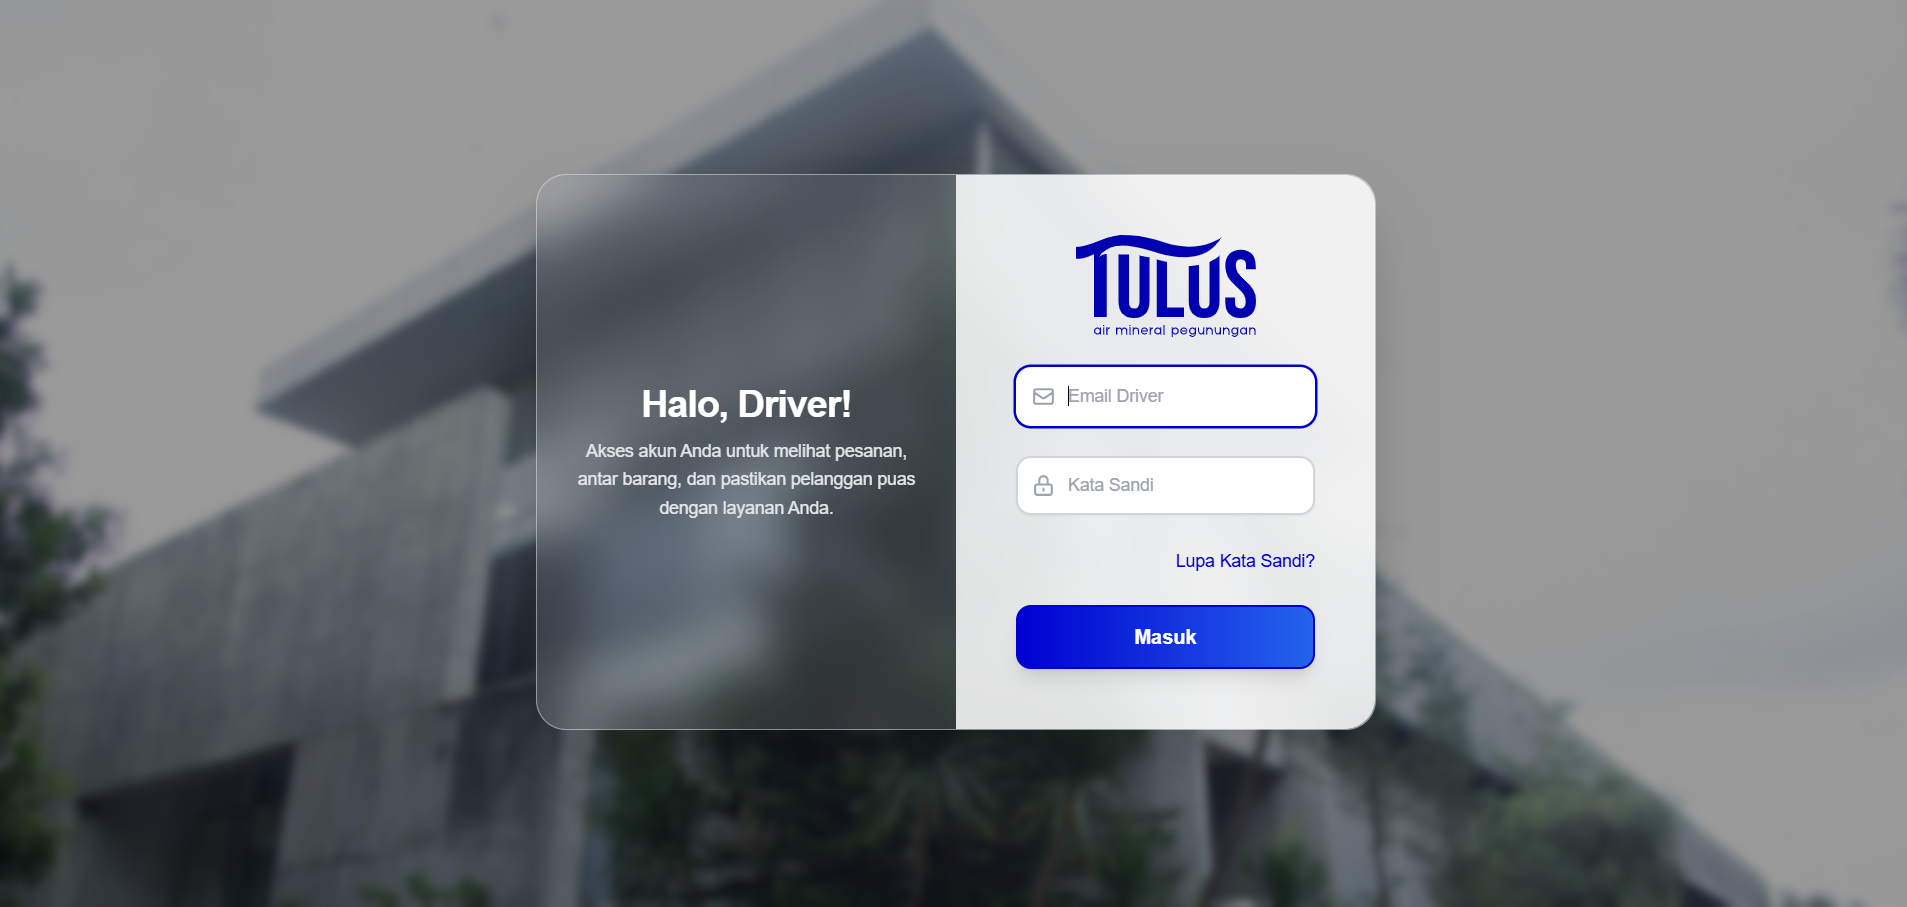 Halo, Driver!
Akses akun Anda untuk melihat pesanan,
antar barang, dan pastikan pelanggan puas
dengan layanan Anda.
TULUS
air mineral pegunungan
Email Driver
Kata Sandi
Lupa Kata Sandi?
Masuk